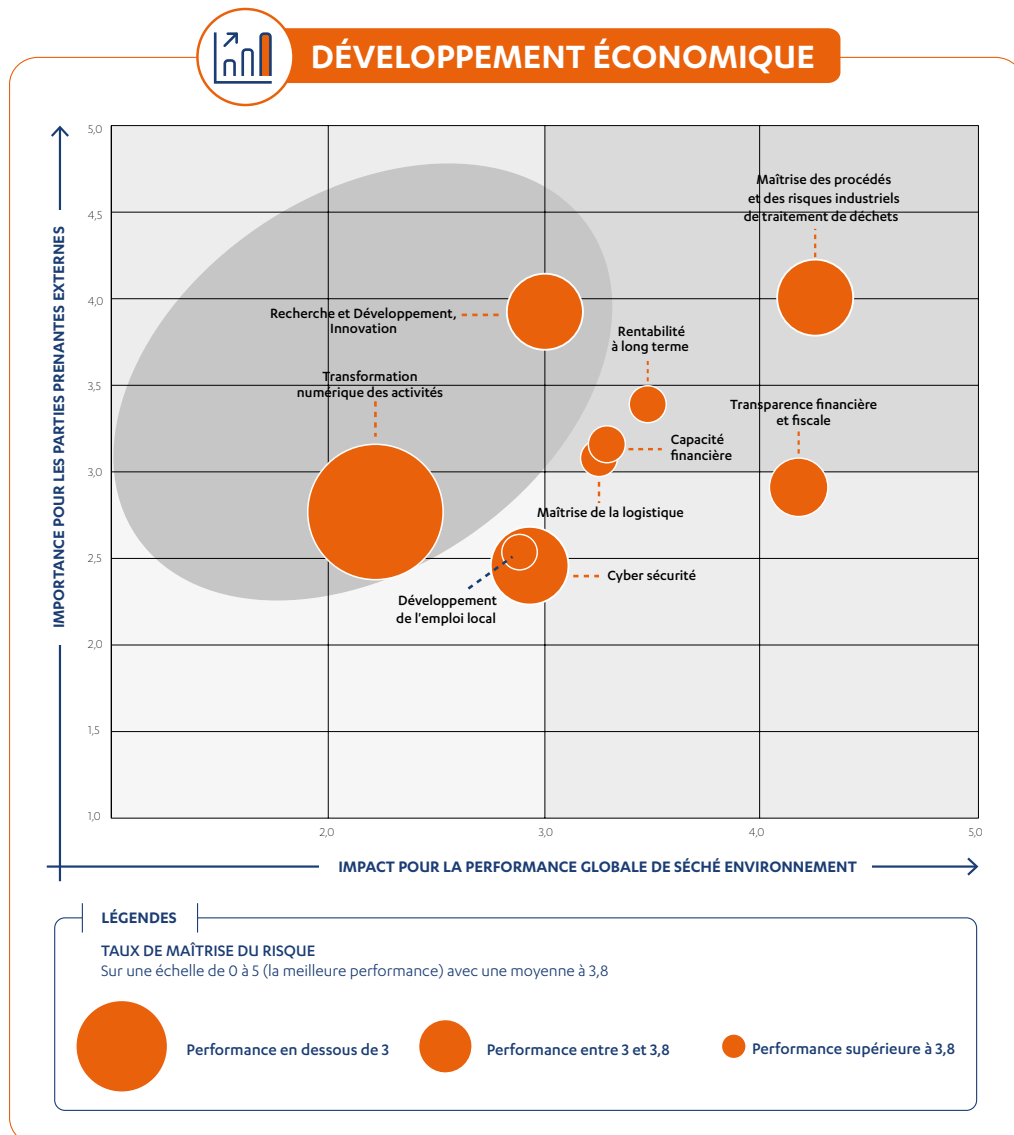 DÉVELOPPEMENT ÉCONOMIQUE
IMPORTANCE POUR LES PARTIES PRENANTES EXTERNES
5,0
4,5
4,0
3,5
3,0
2,5
2,0
1,5
1,0
Maîtrise des procédés
et des risques industriels
de traitement de déchets
Recherche et Développement,
Innovation
Rentabilité
à long terme
Transformation
numérique des activités
Transparence financière
et fiscale
Capacité
financière
Maîtrise de la logistique
Cyber sécurité
Développement
de l'emploi local
2,0
3,0
4,0
5,0
IMPACT POUR LA PERFORMANCE GLOBALE DE SÉCHÉ ENVIRONNEMENT
LÉGENDES
TAUX DE MAÎTRISE DU RISQUE
Sur une échelle de 0 à 5 (la meilleure performance) avec une moyenne à 3,8
Performance en dessous de 3
Performance entre 3 et 3,8
Performance supérieure à 3,8